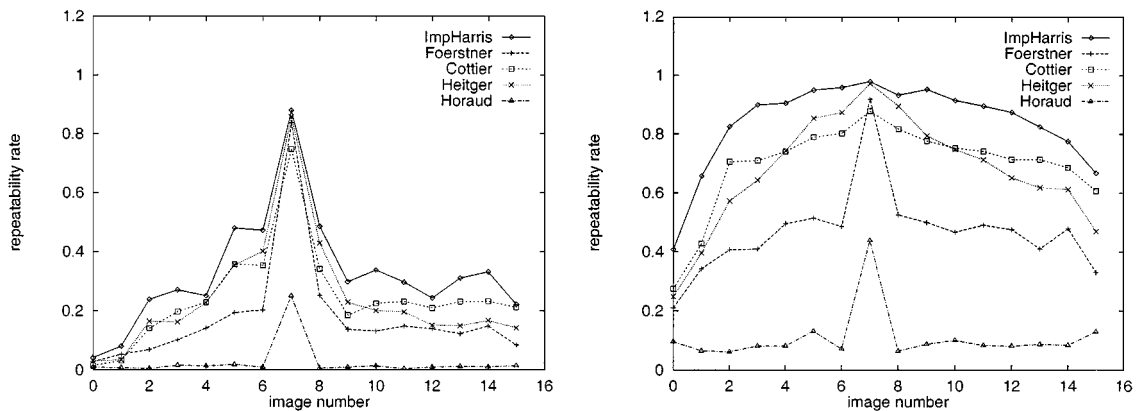 1.2
1
0.8
0.6
0.4
0.2
0
repeatability rate
ImpHarris
Foerstner
Cottier
Heitger
Horaud
0 2 4 6 8 10 12 14 16
image number
1.2
1
0.8
0.6
0.4
0.2
0
repeatability rate
ImpHarris
Foerstner
Cottier
Heitger
Horaud
0 2 4 6 8 10 12 14 16
image number